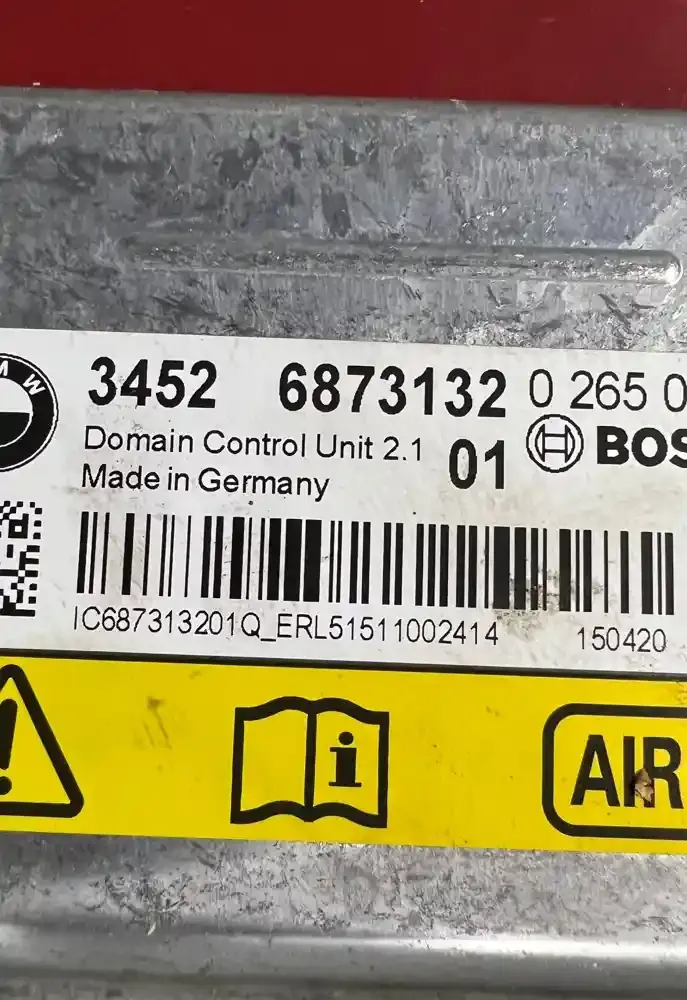 3452 6873132 0 265 0
Domain Control Unit 2.1 01
Made in Germany
IC687313201Q_ERL51511002414 150420
i
AIR